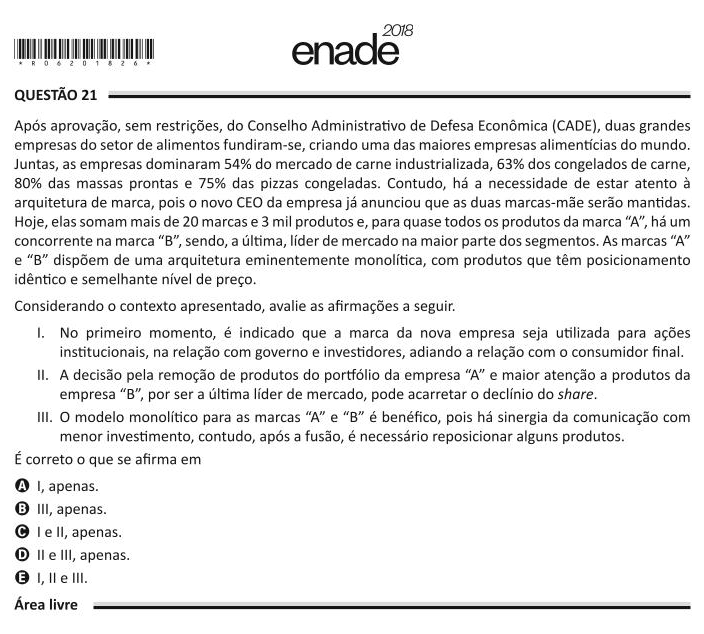 2018
enade
* R 0 6 2 0 1 8 2 6 *
QUESTÃO 21
Após aprovação, sem restrições, do Conselho Administrativo de Defesa Econômica (CADE), duas grandes
empresas do setor de alimentos fundiram-se, criando uma das maiores empresas alimentícias do mundo.
Juntas, as empresas dominaram 54% do mercado de carne industrializada, 63% dos congelados de carne,
80% das massas prontas e 75% das pizzas congeladas. Contudo, há a necessidade de estar atento à
arquitetura de marca, pois o novo CEO da empresa já anunciou que as duas marcas-mãe serão mantidas.
Hoje, elas somam mais de 20 marcas e 3 mil produtos e, para quase todos os produtos da marca “A”, há um
concorrente na marca “B”, sendo, a última, líder de mercado na maior parte dos segmentos. As marcas “A”
e “B” dispõem de uma arquitetura eminentemente monolítica, com produtos que têm posicionamento
idêntico e semelhante nível de preço.
Considerando o contexto apresentado, avalie as afirmações a seguir.
I. No primeiro momento, é indicado que a marca da nova empresa seja utilizada para ações
institucionais, na relação com governo e investidores, adiando a relação com o consumidor final.
II. A decisão pela remoção de produtos do portfólio da empresa “A” e maior atenção a produtos da
empresa “B”, por ser a última líder de mercado, pode acarretar o declínio do share.
III. O modelo monolítico para as marcas “A” e “B” é benéfico, pois há sinergia da comunicação com
menor investimento, contudo, após a fusão, é necessário reposicionar alguns produtos.
É correto o que se afirma em
A I, apenas.
B III, apenas.
C I e II, apenas.
D II e III, apenas.
E I, II e III.
Área livre